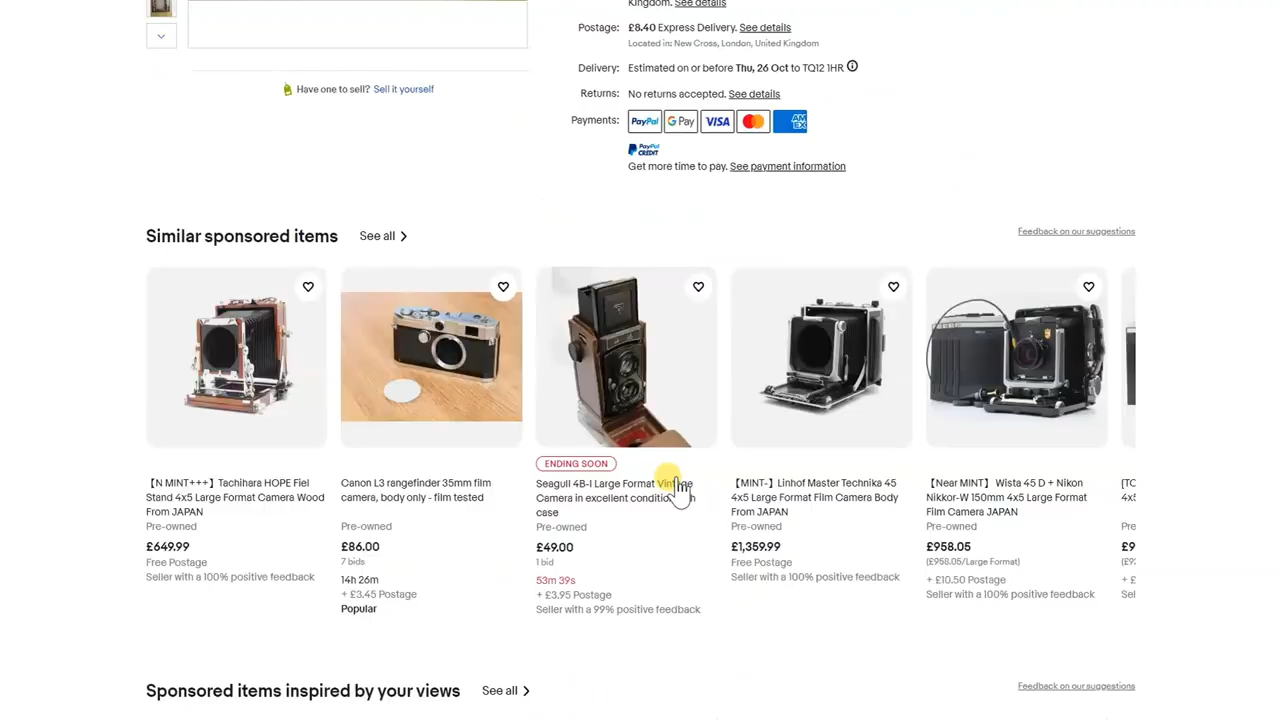 Kingdom. See details
Postage: £8.40 Express Delivery. See details
Located in: New Cross, London, United Kingdom
Delivery: Estimated on or before Thu, 26 Oct to TQ12 1HR
Returns: No returns accepted. See details
Payments: PayPal G Pay VISA AM EX
PayPal CREDIT
Get more time to pay. See payment information
Have one to sell? Sell it yourself
Similar sponsored items See all
Feedback on our suggestions
【N MINT+++】Tachihara HOPE Fiel
Stand 4x5 Large Format Camera Wood
From JAPAN
Pre-owned
£649.99
Free Postage
Seller with a 100% positive feedback
Canon L3 rangefinder 35mm film
camera, body only - film tested
Pre-owned
£86.00
7 bids
14h 26m
+ £3.45 Postage
Popular
ENDING SOON
Seagull 4B-I Large Format
Camera in excellent
case
Pre-owned
£49.00
1 bid
53m 39s
+ £3.95 Postage
Seller with a 99% positive feedback
【MINT-】Linhof Master Technika 45
4x5 Large Format Film Camera Body
From JAPAN
Pre-owned
£1,359.99
Free Postage
Seller with a 100% positive feedback
【Near MINT】Wista 45 D + Nikon
Nikkor-W 150mm 4x5 Large Format
Film Camera JAPAN
Pre-owned
£958.05
(£958.05/Large Format)
+ £10.50 Postage
Seller with a 100% positive feedback
Sponsored items inspired by your views See all
Feedback on our suggestions